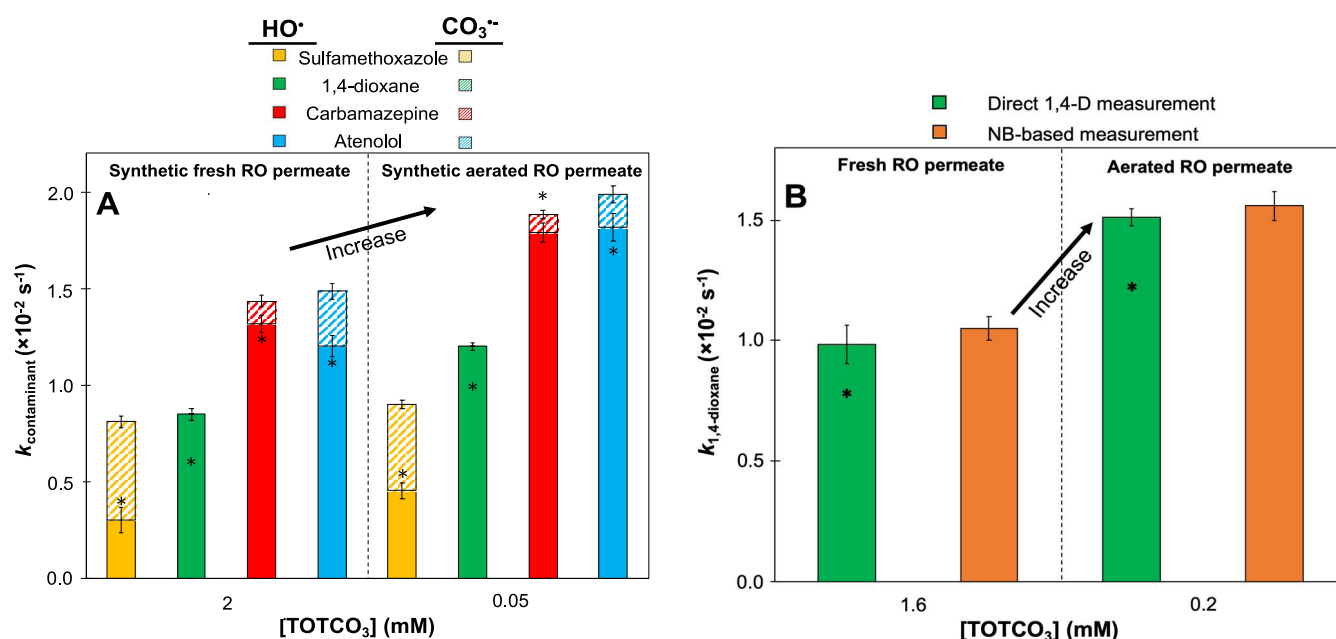 HO• CO₃•-
Sulfamethoxazole
1,4-dioxane
Carbamazepine
Atenolol
Synthetic fresh RO permeate
Synthetic aerated RO permeate
A
Increase
*
*
*
*
*
*
*
*
kcontaminant (×10⁻² s⁻¹)
2.0
1.5
1.0
0.5
0.0
2
0.05
[TOTCO₃] (mM)
Direct 1,4-D measurement
NB-based measurement
Fresh RO permeate
Aerated RO permeate
B
Increase
*
*
k1,4-dioxane (×10⁻² s⁻¹)
1.5
1.0
0.5
0.0
1.6
0.2
[TOTCO₃] (mM)